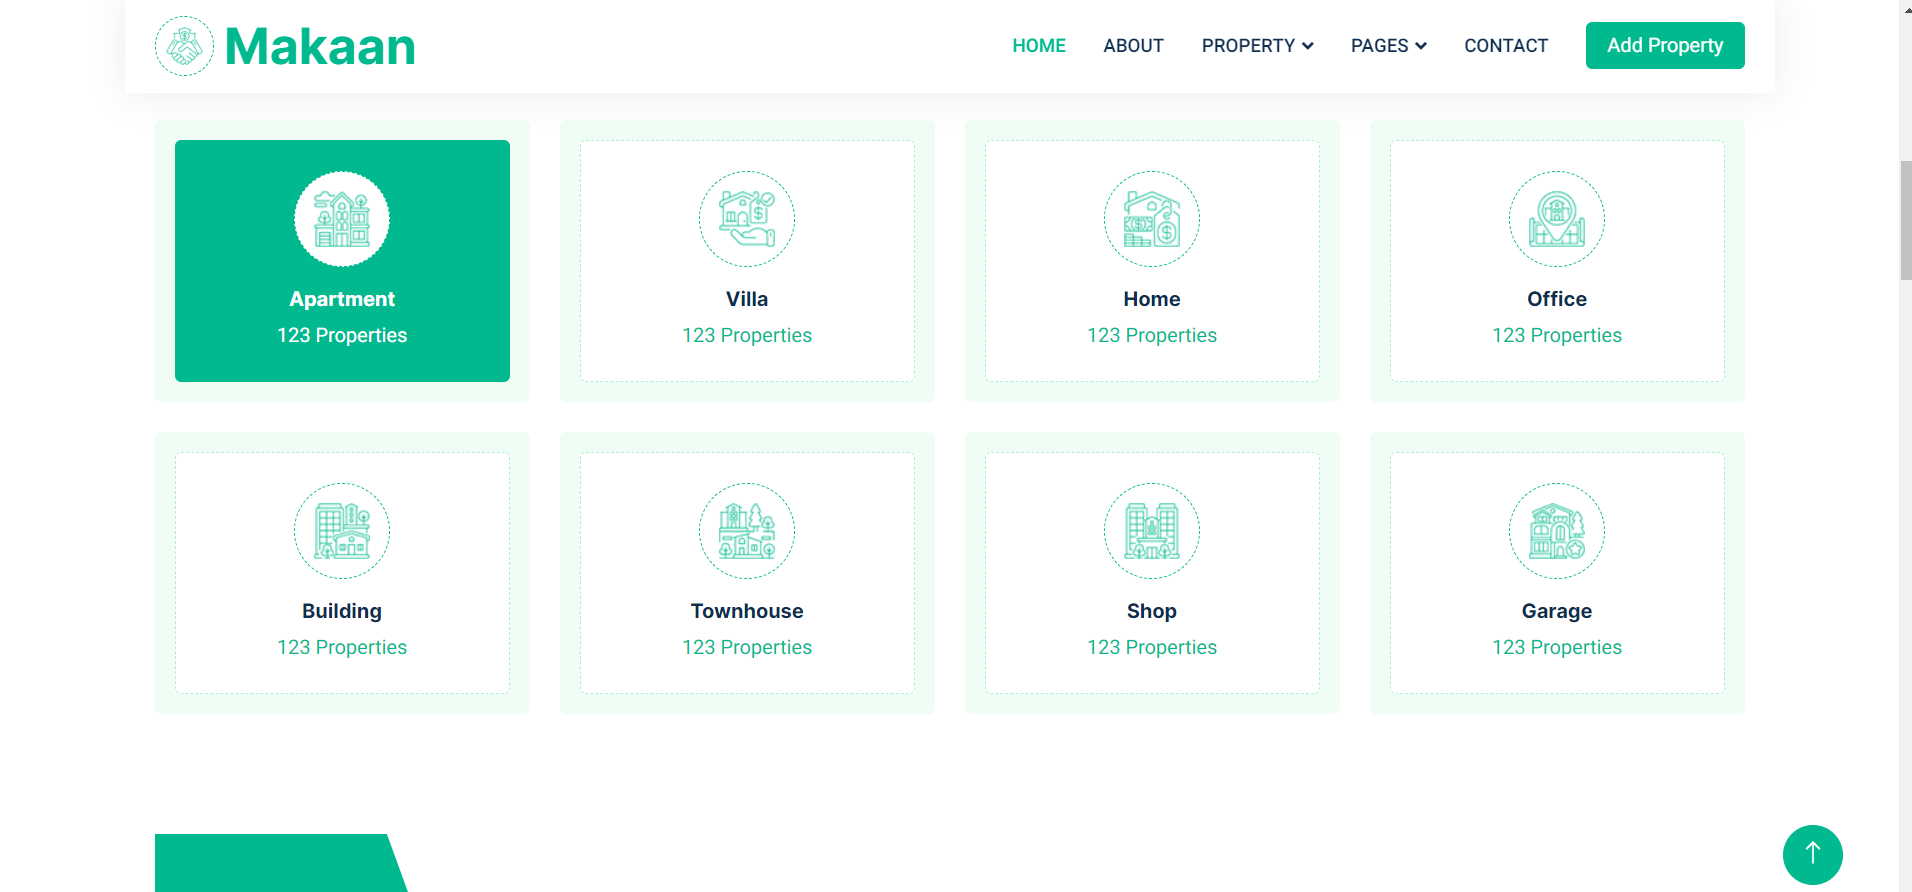 Makaan
HOME ABOUT PROPERTY PAGES CONTACT Add Property
Apartment
123 Properties
Villa
123 Properties
Home
123 Properties
Office
123 Properties
Building
123 Properties
Townhouse
123 Properties
Shop
123 Properties
Garage
123 Properties